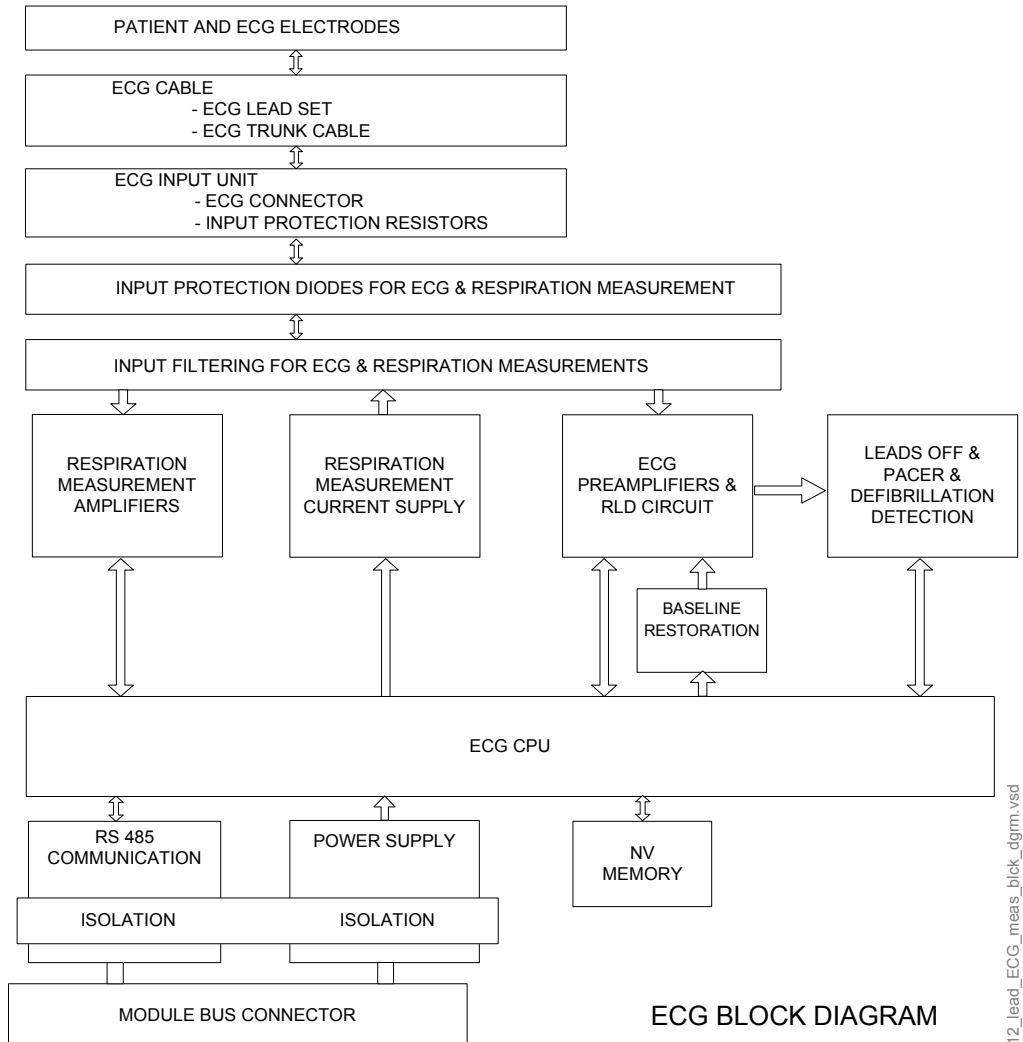 PATIENT AND ECG ELECTRODES
ECG CABLE
- ECG LEAD SET
- ECG TRUNK CABLE
ECG INPUT UNIT
- ECG CONNECTOR
- INPUT PROTECTION RESISTORS
INPUT PROTECTION DIODES FOR ECG & RESPIRATION MEASUREMENT
INPUT FILTERING FOR ECG & RESPIRATION MEASUREMENTS
RESPIRATION
MEASUREMENT
AMPLIFIERS
RESPIRATION
MEASUREMENT
CURRENT SUPPLY
ECG
PREAMPLIFIERS &
RLD CIRCUIT
LEADS OFF &
PACER &
DEFIBRILLATION
DETECTION
BASELINE
RESTORATION
ECG CPU
RS 485
COMMUNICATION
POWER SUPPLY
NV
MEMORY
ISOLATION
ISOLATION
MODULE BUS CONNECTOR
ECG BLOCK DIAGRAM
12_lead_ECG_meas_blck_dgrm.vsd